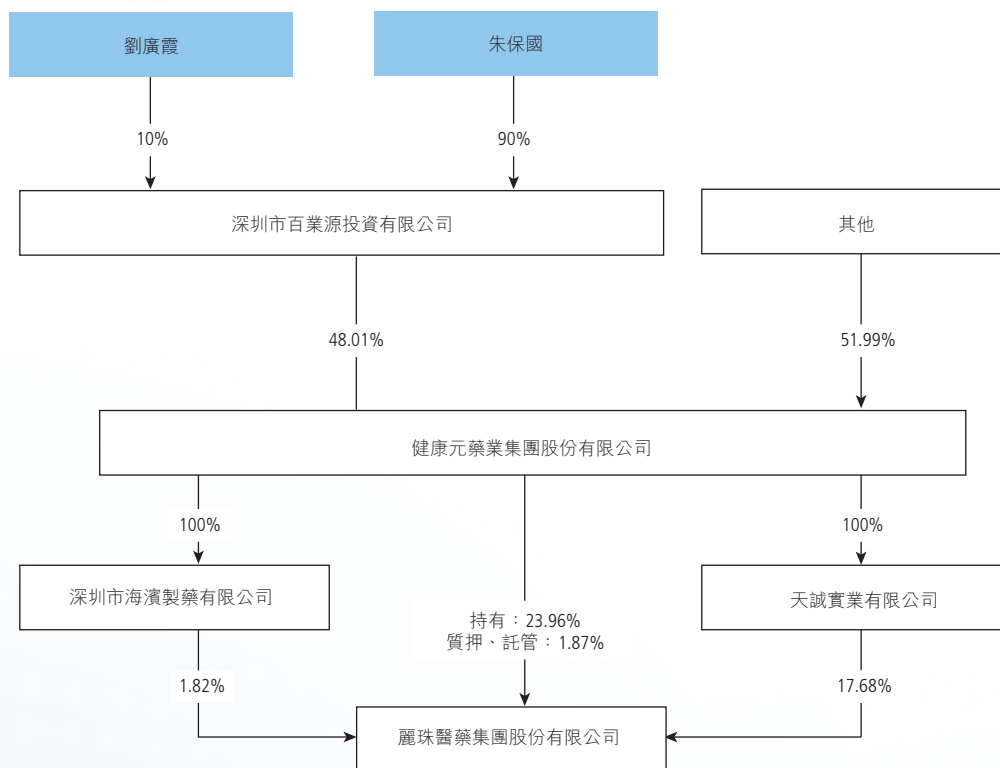 劉廣霞
朱保國
10%
90%
深圳市百業源投資有限公司
其他
48.01%
51.99%
健康元藥業集團股份有限公司
100%
100%
深圳市海濱製藥有限公司
天誠實業有限公司
持有：23.96%
質押、託管：1.87%
1.82%
17.68%
麗珠醫藥集團股份有限公司